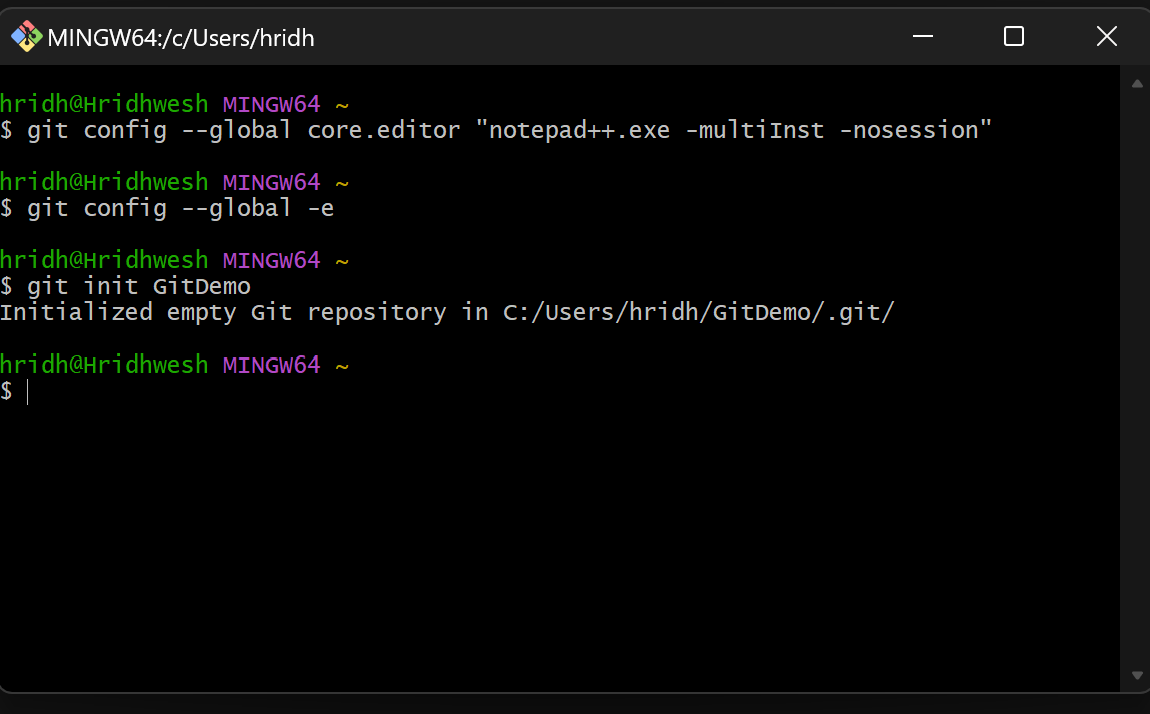 MINGW64:/c/Users/hridh
hridh@Hridhwesh MINGW64 ~
$ git config --global core.editor "notepad++.exe -multiInst -nosession"
hridh@Hridhwesh MINGW64 ~
$ git config --global -e
hridh@Hridhwesh MINGW64 ~
$ git init GitDemo
Initialized empty Git repository in C:/Users/hridh/GitDemo/.git/
hridh@Hridhwesh MINGW64 ~
$